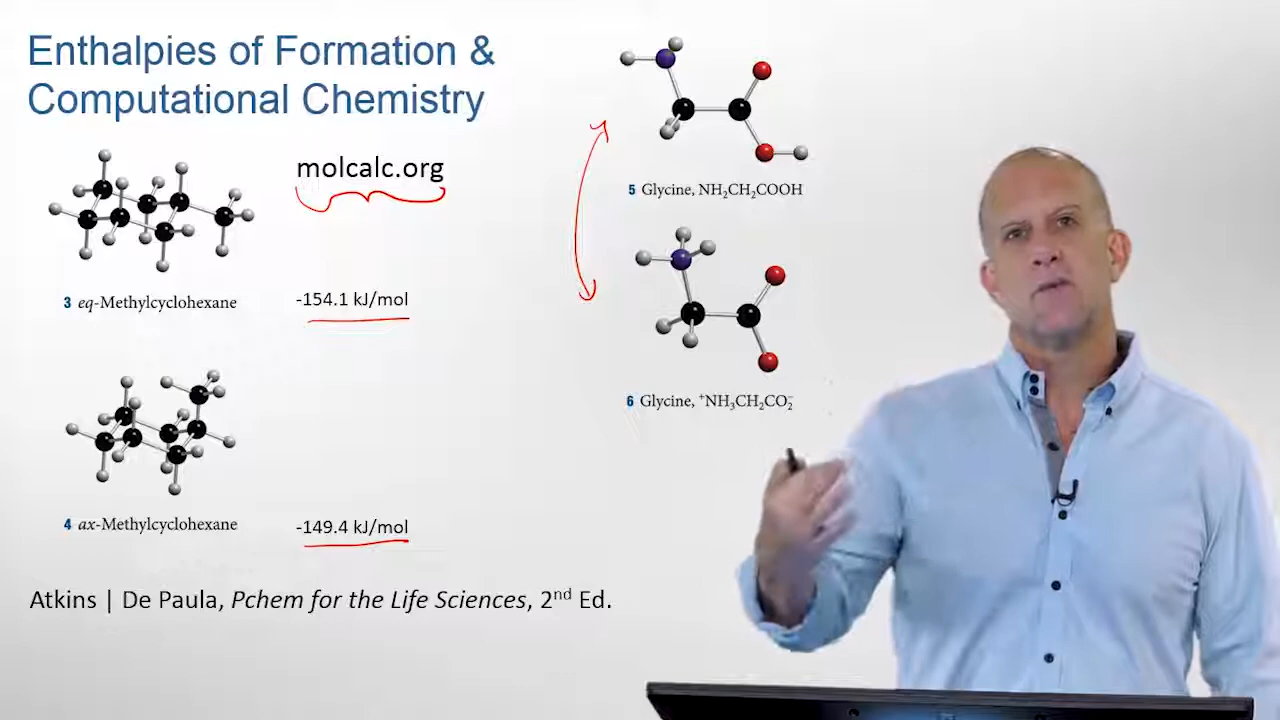 Enthalpies of Formation &
Computational Chemistry
molcalc.org
3 eq-Methylcyclohexane
-154.1 kJ/mol
4 ax-Methylcyclohexane
-149.4 kJ/mol
5 Glycine, NH₂CH₂COOH
6 Glycine, ⁺NH₃CH₂CO₂⁻
Atkins | De Paula, Pchem for the Life Sciences, 2ⁿᵈ Ed.